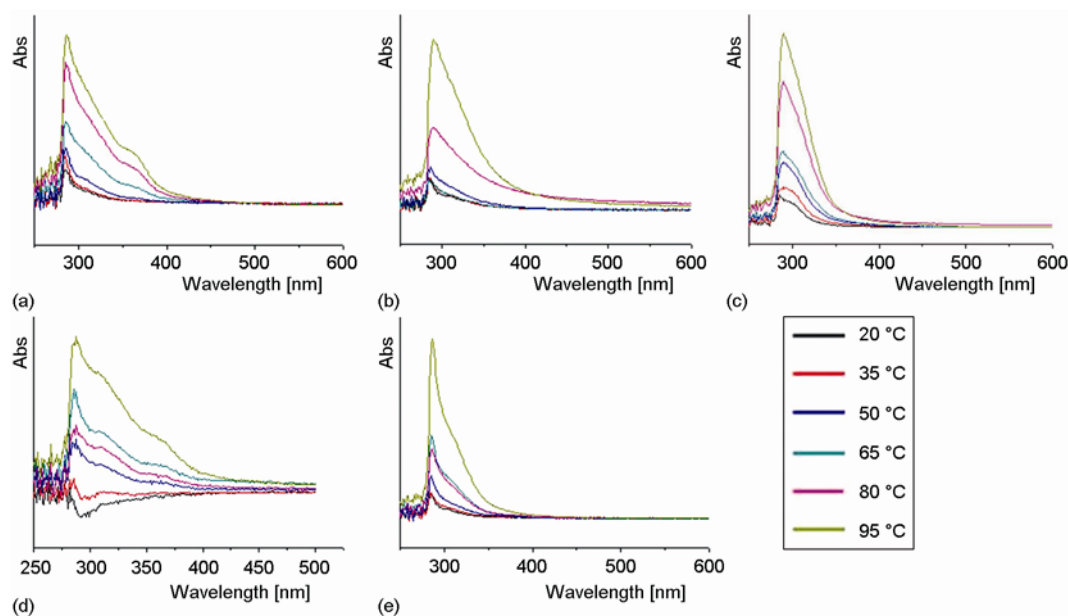 Abs
300 400 500 600
Wavelength [nm]
(a)
Abs
300 400 500 600
Wavelength [nm]
(b)
Abs
300 400 500 600
Wavelength [nm]
(c)
Abs
250 300 350 400 450 500
Wavelength [nm]
(d)
Abs
300 400 500 600
Wavelength [nm]
(e)
20 °C
35 °C
50 °C
65 °C
80 °C
95 °C